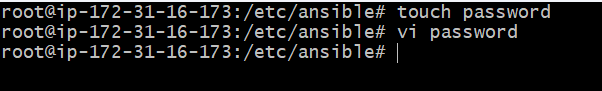 root@ip-172-31-16-173:/etc/ansible# touch password
root@ip-172-31-16-173:/etc/ansible# vi password
root@ip-172-31-16-173:/etc/ansible#